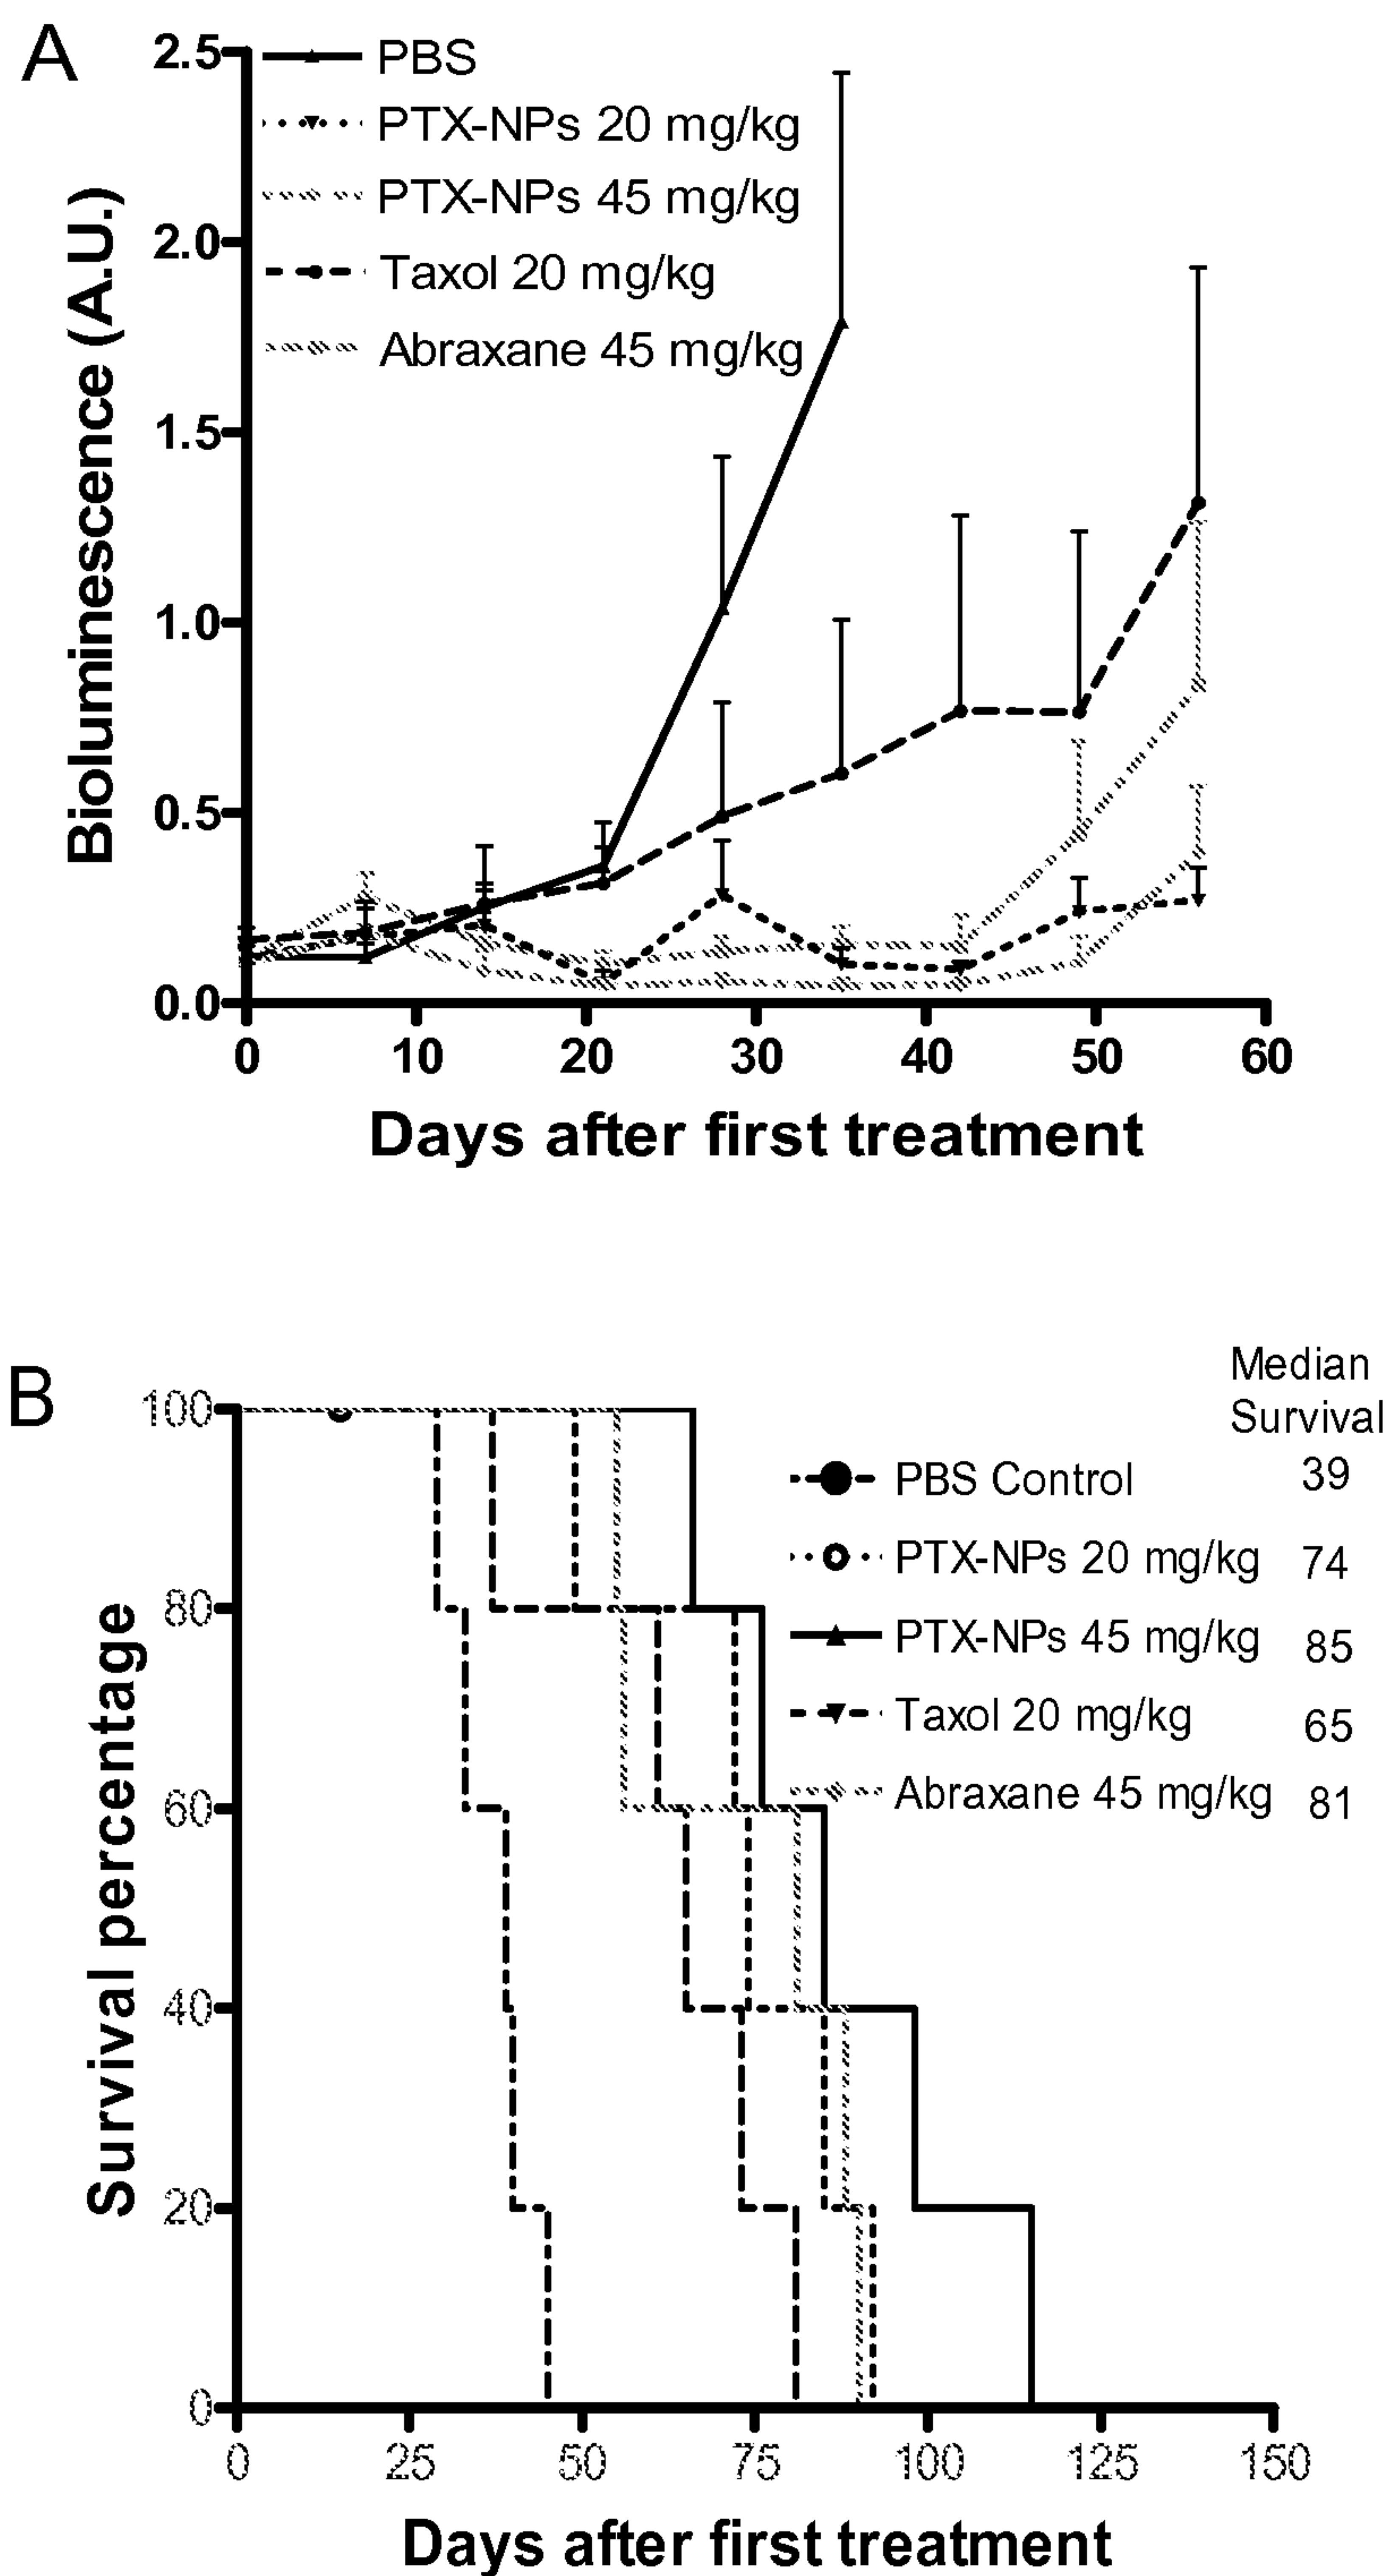 A
2.5
PBS
PTX-NPs 20 mg/kg
PTX-NPs 45 mg/kg
2.0
Taxol 20 mg/kg
Abraxane 45 mg/kg
1.5
1.0
0.5
0.0
Bioluminescence (A.U.)
0 10 20 30 40 50 60
Days after first treatment
B
Median
Survival
100
PBS Control 39
PTX-NPs 20 mg/kg 74
80
PTX-NPs 45 mg/kg 85
Taxol 20 mg/kg 65
60
Abraxane 45 mg/kg 81
40
20
0
Survival percentage
0 25 50 75 100 125 150
Days after first treatment